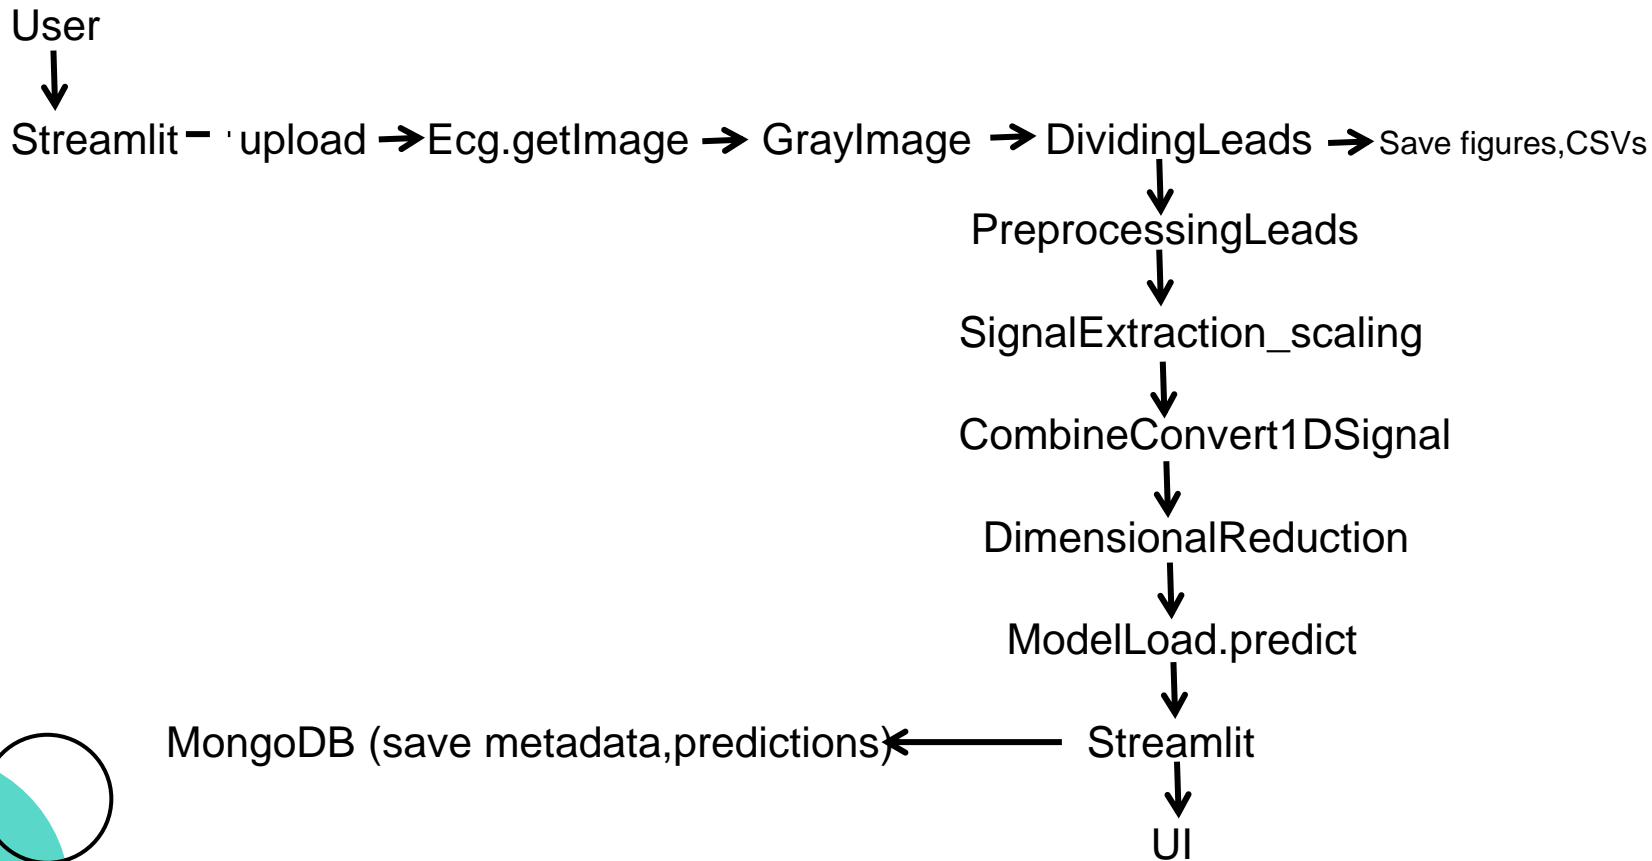 User
Streamlit upload Ecg.getImage GrayImage DividingLeads Save figures,CSVs
PreprocessingLeads
SignalExtraction_scaling
CombineConvert1DSignal
DimensionalReduction
ModelLoad.predict
MongoDB (save metadata,predictions) Streamlit
UI